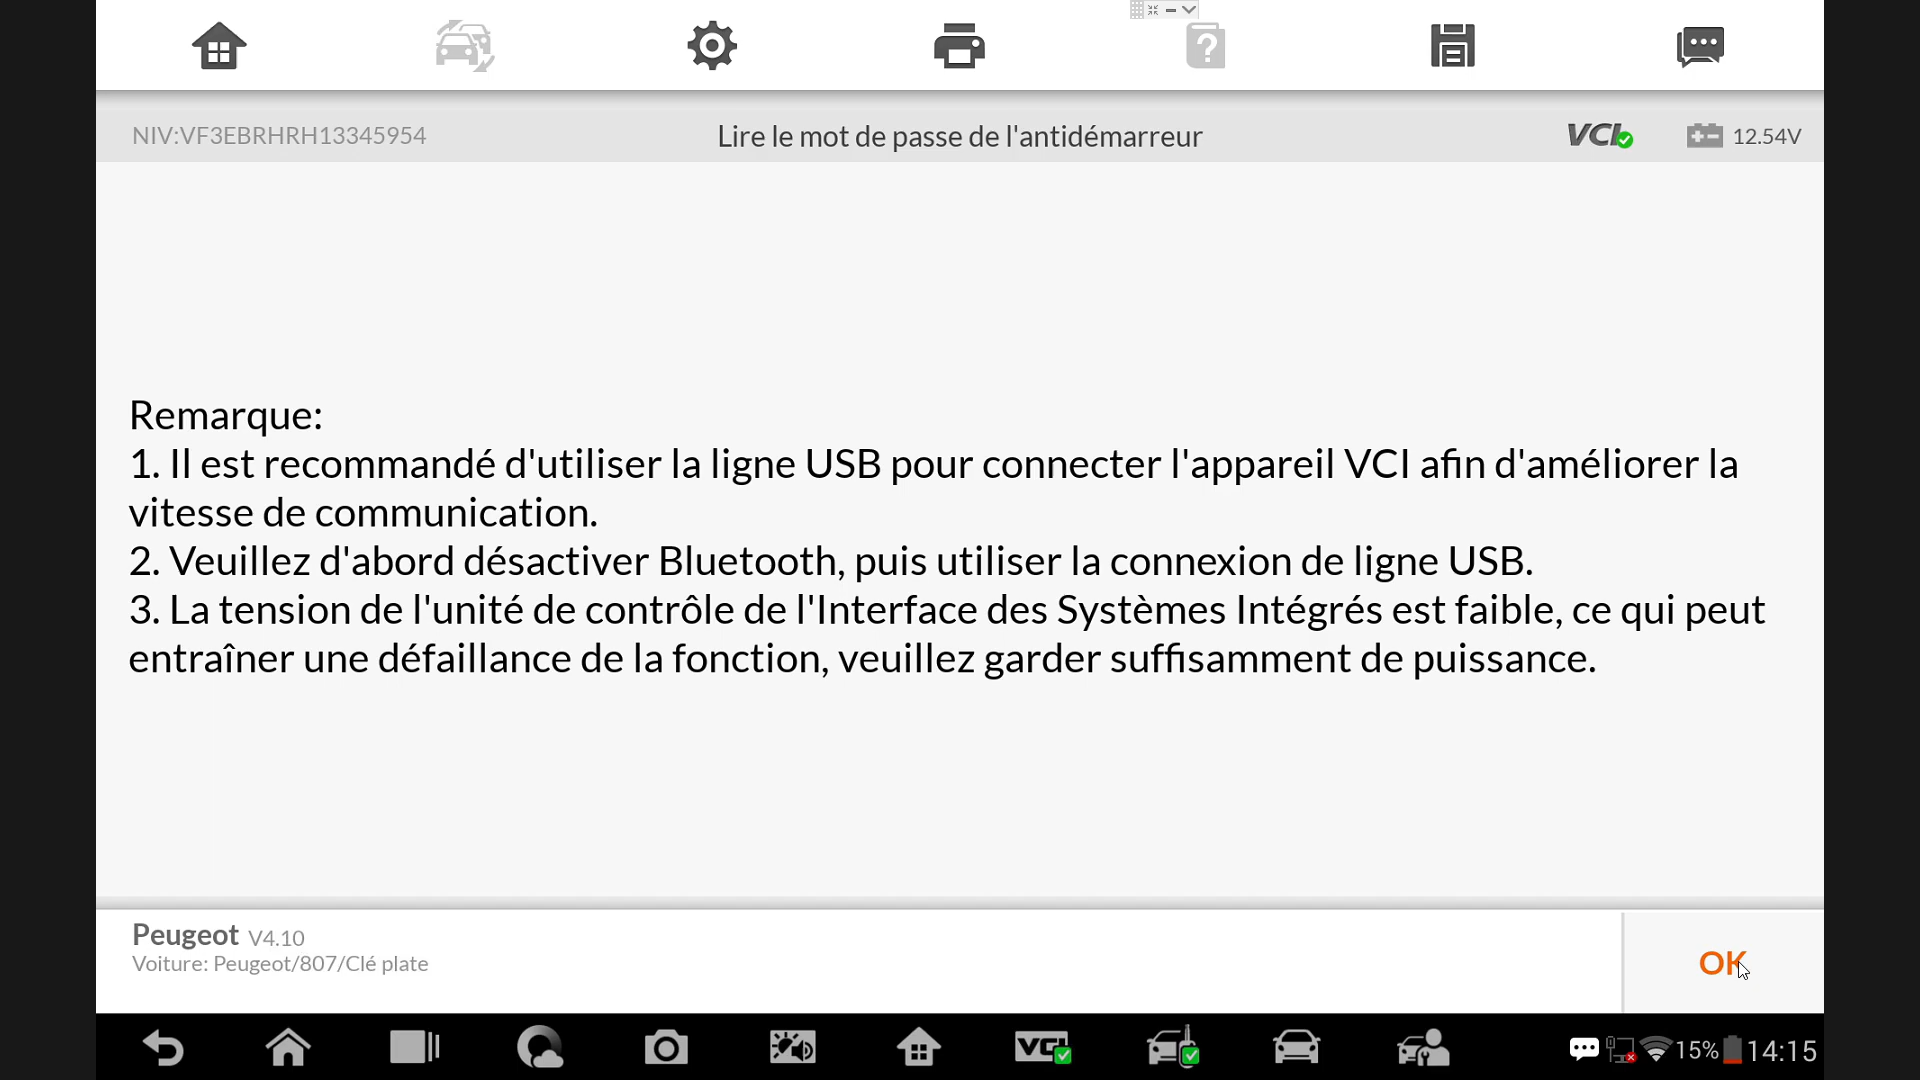 NIV:VF3EBRHRH13345954
Lire le mot de passe de l'antidémarreur
VCI
12.54V
Remarque:
1. Il est recommandé d'utiliser la ligne USB pour connecter l'appareil VCI afin d'améliorer la
vitesse de communication.
2. Veuillez d'abord désactiver Bluetooth, puis utiliser la connexion de ligne USB.
3. La tension de l'unité de contrôle de l'Interface des Systèmes Intégrés est faible, ce qui peut
entraîner une défaillance de la fonction, veuillez garder suffisamment de puissance.
Peugeot V4.10
Voiture: Peugeot/807/Clé plate
OK
VCI
15%
14:15